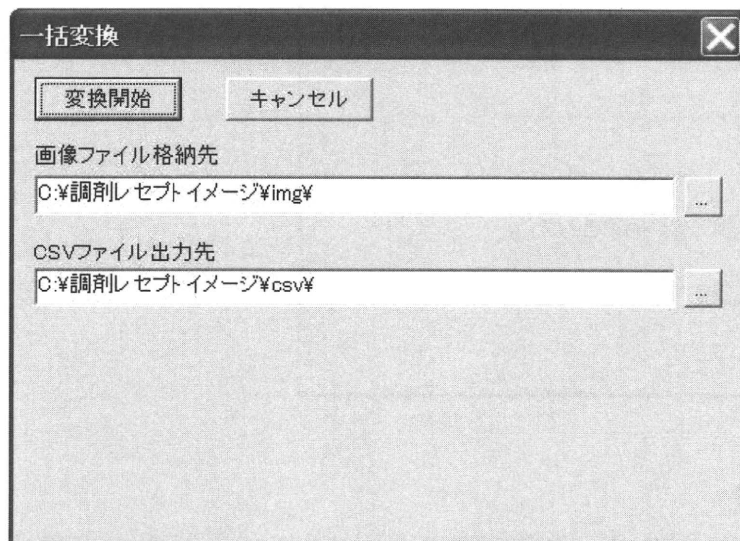 一括変換
変換開始 キャンセル
画像ファイル格納先
C:¥調剤レセプトイメージ¥img¥
...
CSVファイル出力先
C:¥調剤レセプトイメージ¥csv¥
...